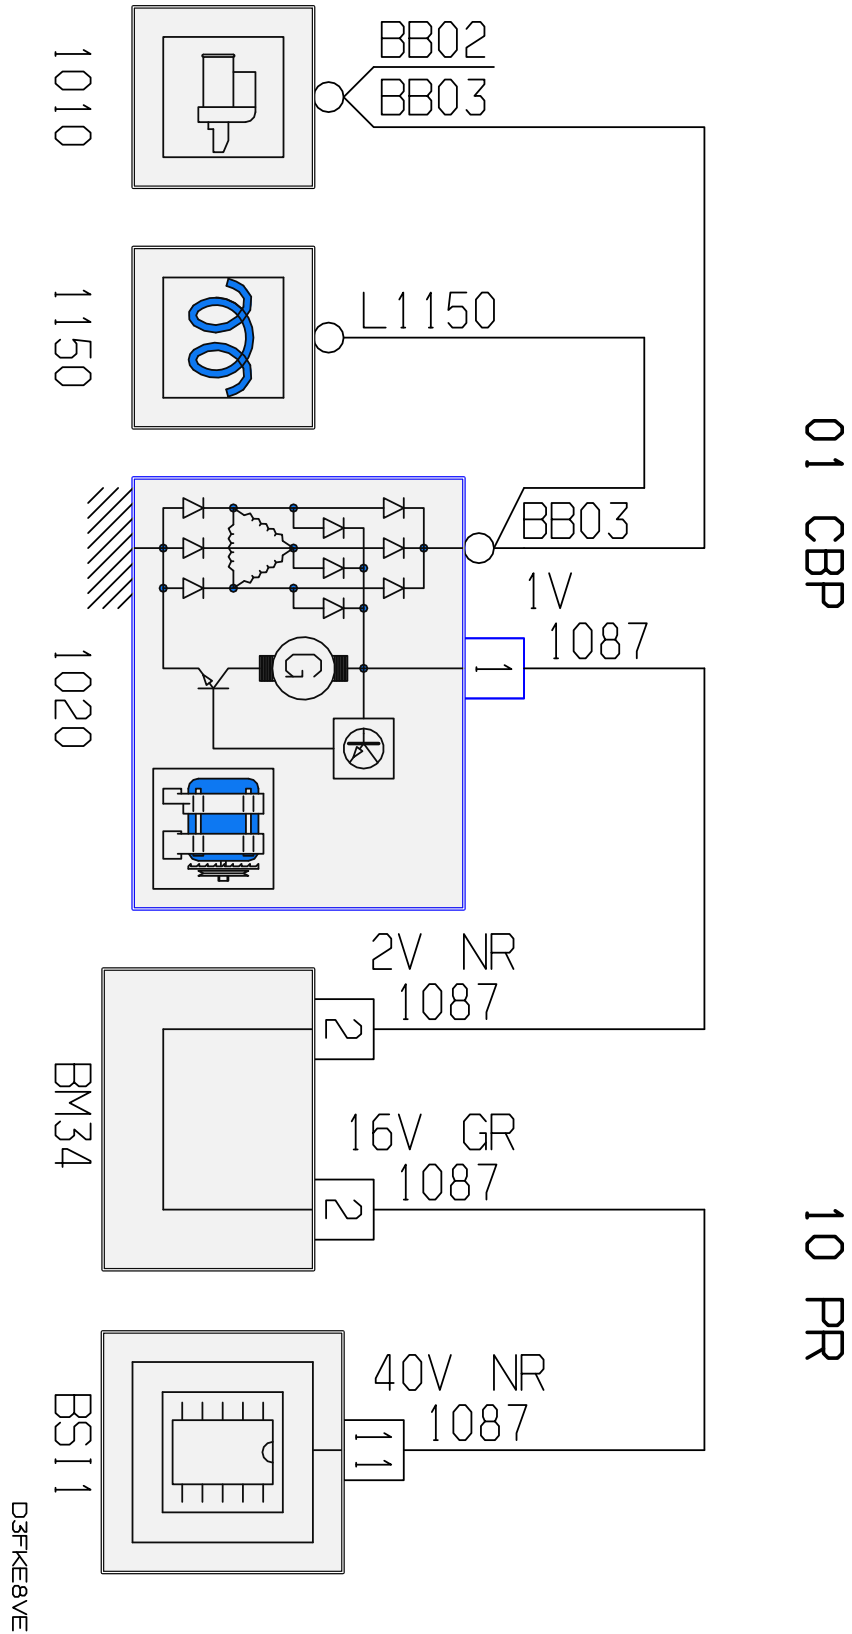 BB02
BB03
1010
L1150
1150
01 CBP
BB03
1V
1087
1
G
1020
2V NR
1087
2
BM34
16V GR
1087
2
10 PR
40V NR
1087
11
BSI1
D3FKE8VE